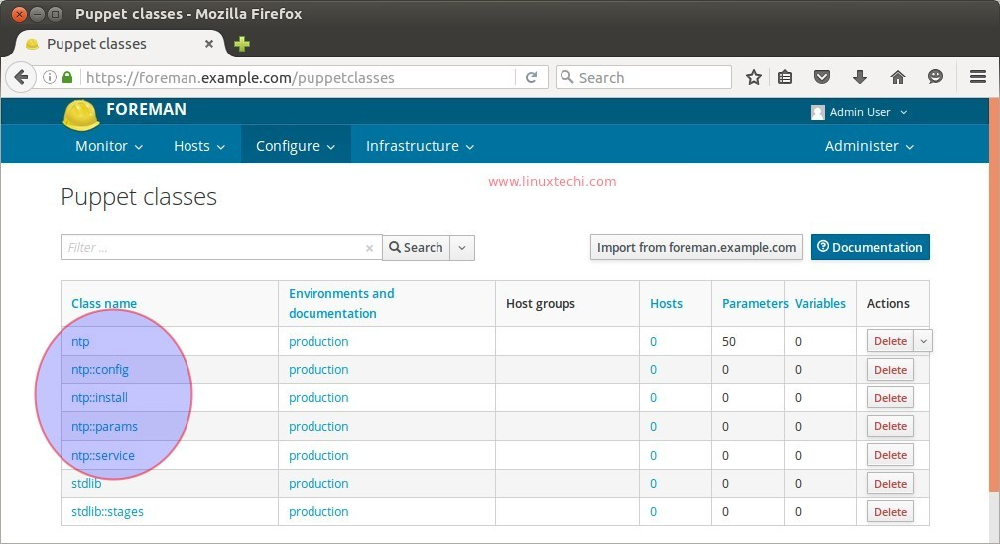 Puppet classes - Mozilla Firefox
Puppet classes
https://foreman.example.com/puppetclasses
Search
FOREMAN
Admin User
Monitor Hosts Configure Infrastructure Administer
www.linuxtechi.com
Puppet classes
Filter ... Search Import from foreman.example.com Documentation
Class name Environments and documentation Host groups Hosts Parameters Variables Actions
ntp production 0 50 0 Delete
ntp::config production 0 0 0 Delete
ntp::install production 0 0 0 Delete
ntp::params production 0 0 0 Delete
ntp::service production 0 0 0 Delete
stdlib production 0 0 0 Delete
stdlib::stages production 0 0 0 Delete